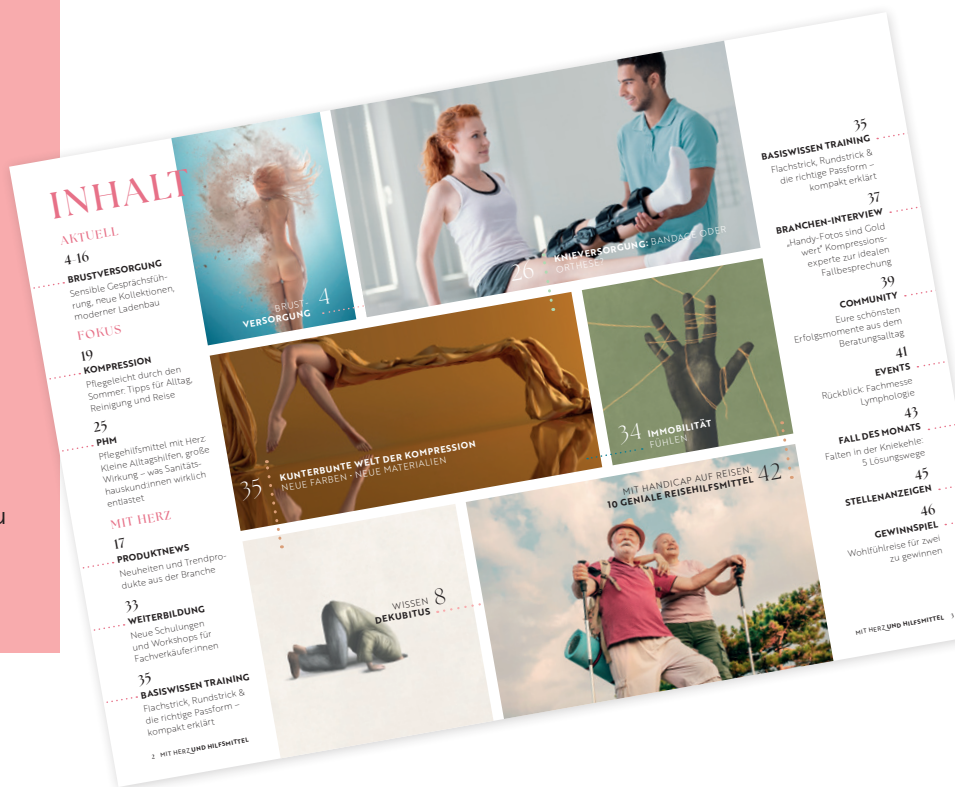 INHALT
AKTUELL
4-16
BRUSTVERSORGUNG
Sensible Gesprächsfüh-
rung, neue Kollektionen,
moderner Ladenbau
FOKUS
19
KOMPRESSION
Pflegeleicht durch den
Sommer: Tipps für Alltag,
Reinigung und Reise
25
PHM
Pflegehilfsmittel mit Herz:
Kleine Alltagshilfen, große
Wirkung – was Sanitäts-
hauskund:innen wirklich
entlastet
MIT HERZ
17
PRODUKTNEWS
Neuheiten und Trendpro-
dukte aus der Branche
33
WEITERBILDUNG
Neue Schulungen
und Workshops für
Fachverkäufer:innen
35
BASISWISSEN TRAINING
Flachstrick, Rundstrick &
die richtige Passform –
kompakt erklärt
2 MIT HERZ UND HILFSMITTEL
BRUST-
VERSORGUNG 4
26 KNIEVERSORGUNG: BANDAGE ODER
ORTHESE
35 KUNTERBUNTE WELT DER KOMPRESSION
NEUE FARBEN • NEUE MATERIALIEN
34 IMMOBILITÄT
FÜHLEN
WISSEN 8
DEKUBITUS
MIT HANDICAP AUF REISEN: 42
10 GENIALE REISEHILFSMITTEL
35
BASISWISSEN TRAINING
Flachstrick, Rundstrick &
die richtige Passform –
kompakt erklärt
37
BRANCHEN-INTERVIEW
„Handy-Fotos sind Gold
wert" Kompressions-
experte zur idealen
Fallbesprechung
39
COMMUNITY
Eure schönsten
Erfolgsmomente aus dem
Beratungsalltag
41
EVENTS
Rückblick: Fachmesse
Lymphologie
43
FALL DES MONATS
Falten in der Kniekehle:
5 Lösungswege
45
STELLENANZEIGEN
46
GEWINNSPIEL
Wohlfühlreise für zwei
zu gewinnen
MIT HERZ UND HILFSMITTEL 3
u